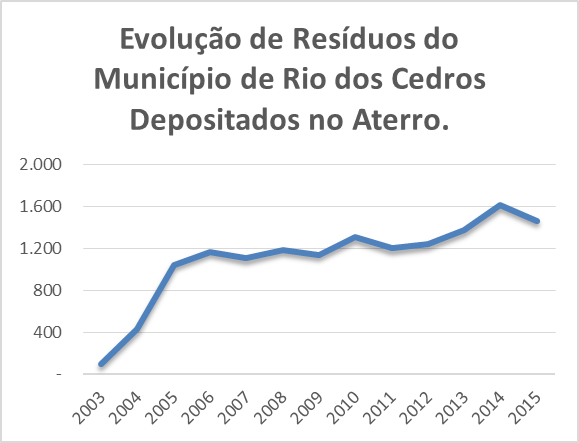 Evolução de Resíduos do
Município de Rio dos Cedros
Depositados no Aterro.
2.000
1.600
1.200
800
400
-
2003 2004 2005 2006 2007 2008 2009 2010 2011 2012 2013 2014 2015